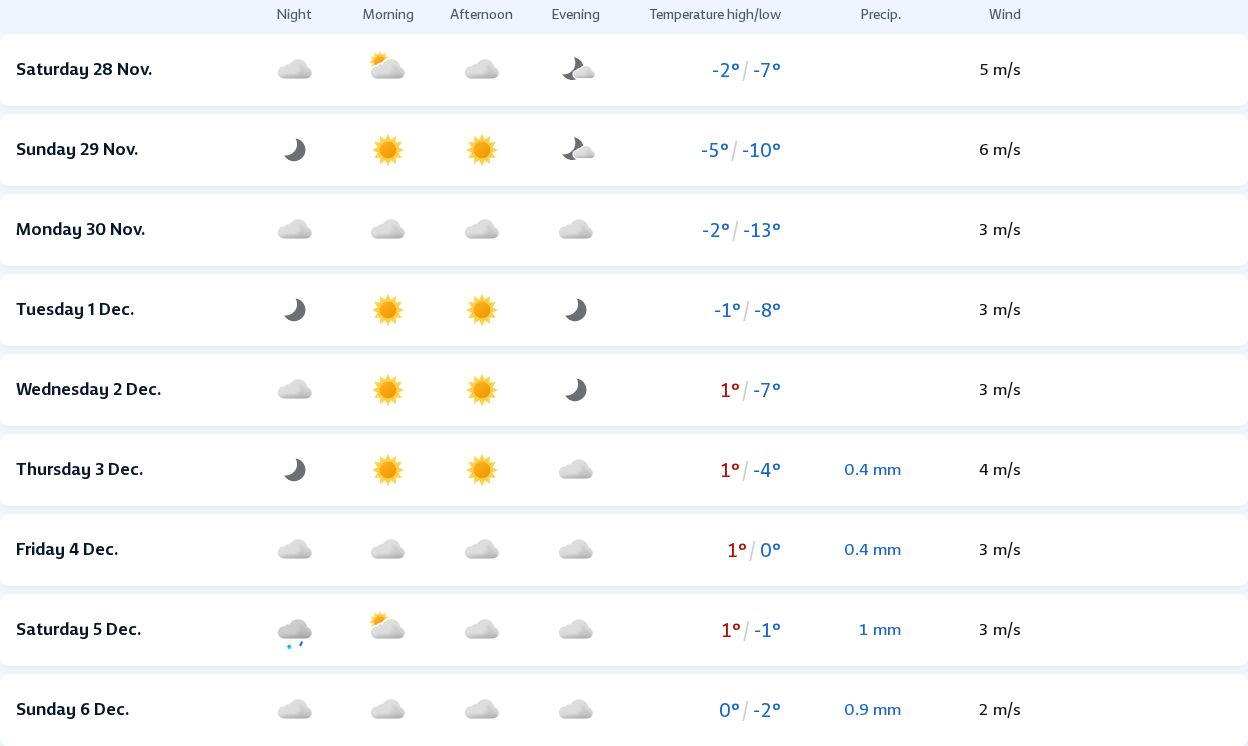 Night Morning Afternoon Evening Temperature high/low Precip. Wind
Saturday 28 Nov. -2°/ -7° 5 m/s
Sunday 29 Nov. -5°/ -10° 6 m/s
Monday 30 Nov. -2°/ -13° 3 m/s
Tuesday 1 Dec. -1°/ -8° 3 m/s
Wednesday 2 Dec. 1°/ -7° 3 m/s
Thursday 3 Dec. 1°/ -4° 0.4 mm 4 m/s
Friday 4 Dec. 1°/ 0° 0.4 mm 3 m/s
Saturday 5 Dec. 1°/ -1° 1 mm 3 m/s
Sunday 6 Dec. 0°/ -2° 0.9 mm 2 m/s